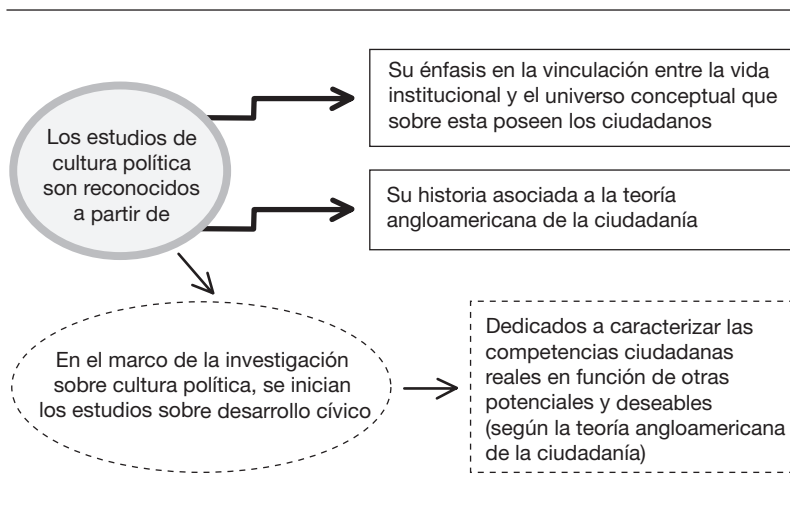 Los estudios de
cultura política
son reconocidos
a partir de
Su énfasis en la vinculación entre la vida
institucional y el universo conceptual que
sobre esta poseen los ciudadanos
Su historia asociada a la teoría
angloamericana de la ciudadanía
En el marco de la investigación
sobre cultura política, se inician
los estudios sobre desarrollo cívico
Dedicados a caracterizar las
competencias ciudadanas
reales en función de otras
potenciales y deseables
(según la teoría angloamericana
de la ciudadanía)